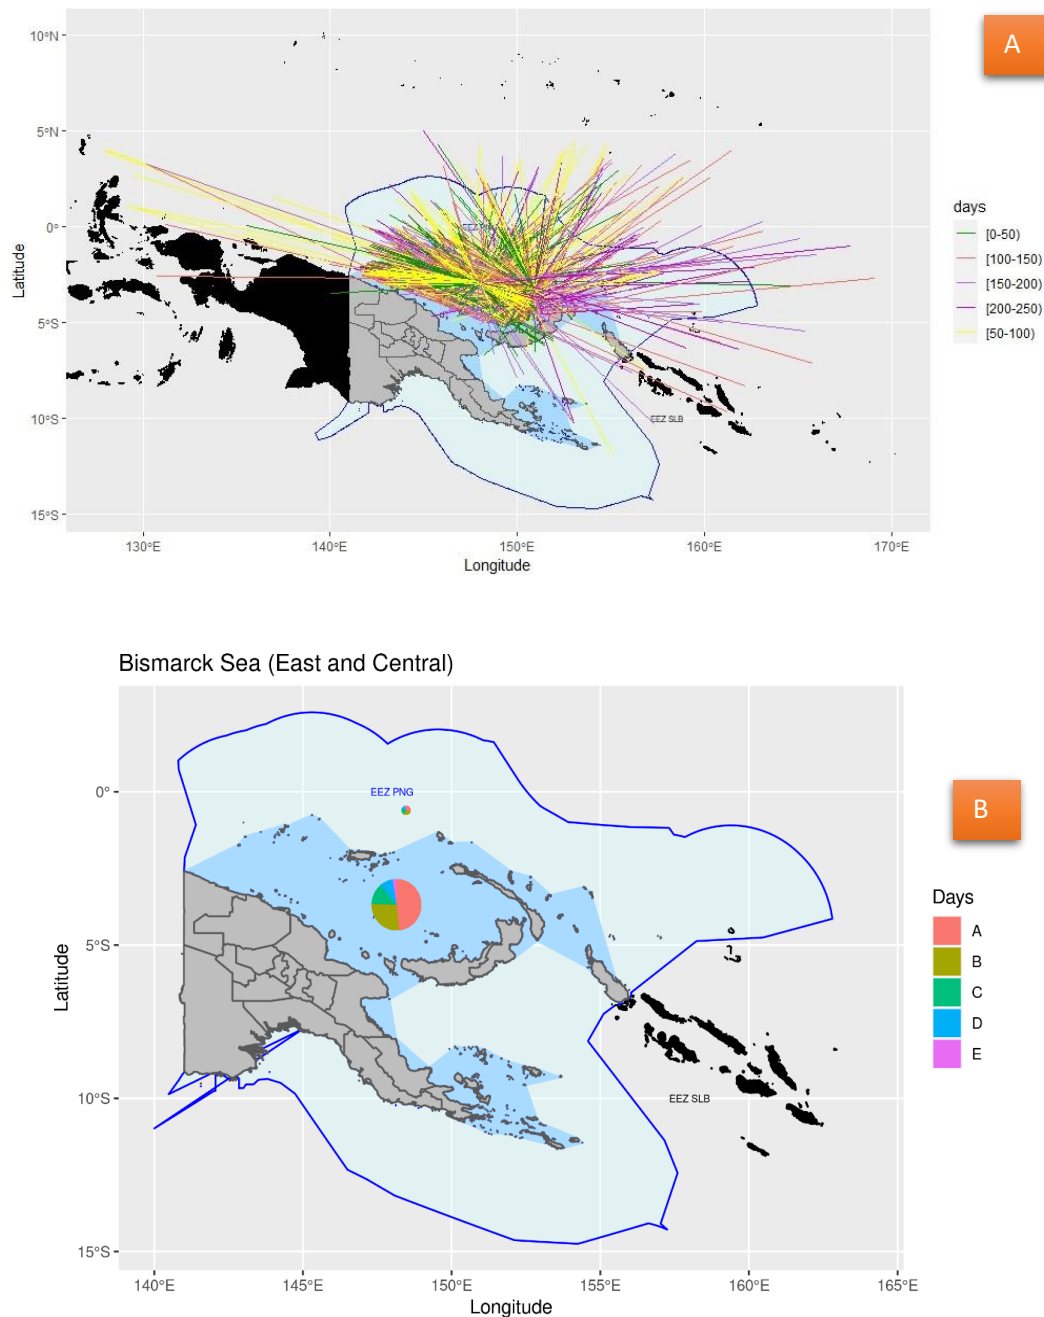 A
10°N
5°N
0°
5°S
10°S
15°S
Latitude
EEZ SLB
130°E 140°E 150°E 160°E 170°E
Longitude
days
[0-50)
[100-150)
[150-200)
[200-250)
[50-100)
Bismarck Sea (East and Central)
B
0°
5°S
10°S
15°S
Latitude
EEZ PNG
EEZ SLB
140°E 145°E 150°E 155°E 160°E 165°E
Longitude
Days
A
B
C
D
E